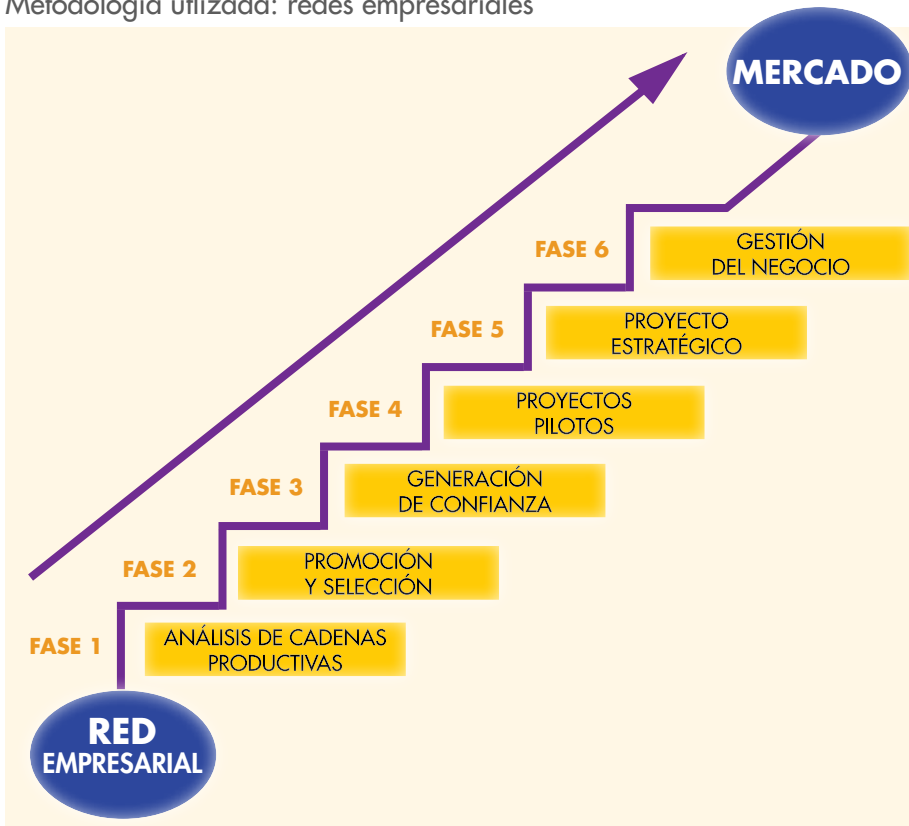 Metodología utlizada: redes empresariales
MERCADO
FASE 6
GESTIÓN
DEL NEGOCIO
FASE 5
PROYECTO
ESTRATÉGICO
FASE 4
PROYECTOS
PILOTOS
FASE 3
GENERACIÓN
DE CONFIANZA
FASE 2
PROMOCIÓN
Y SELECCIÓN
FASE 1
ANÁLISIS DE CADENAS
PRODUCTIVAS
RED
EMPRESARIAL